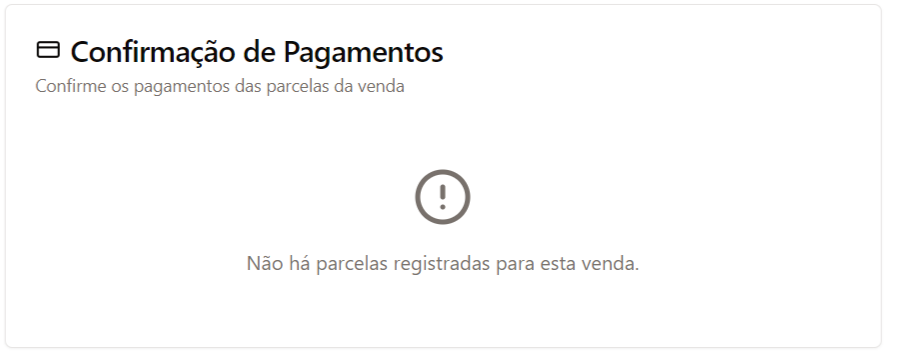 Confirmação de Pagamentos
Confirme os pagamentos das parcelas da venda
Não há parcelas registradas para esta venda.